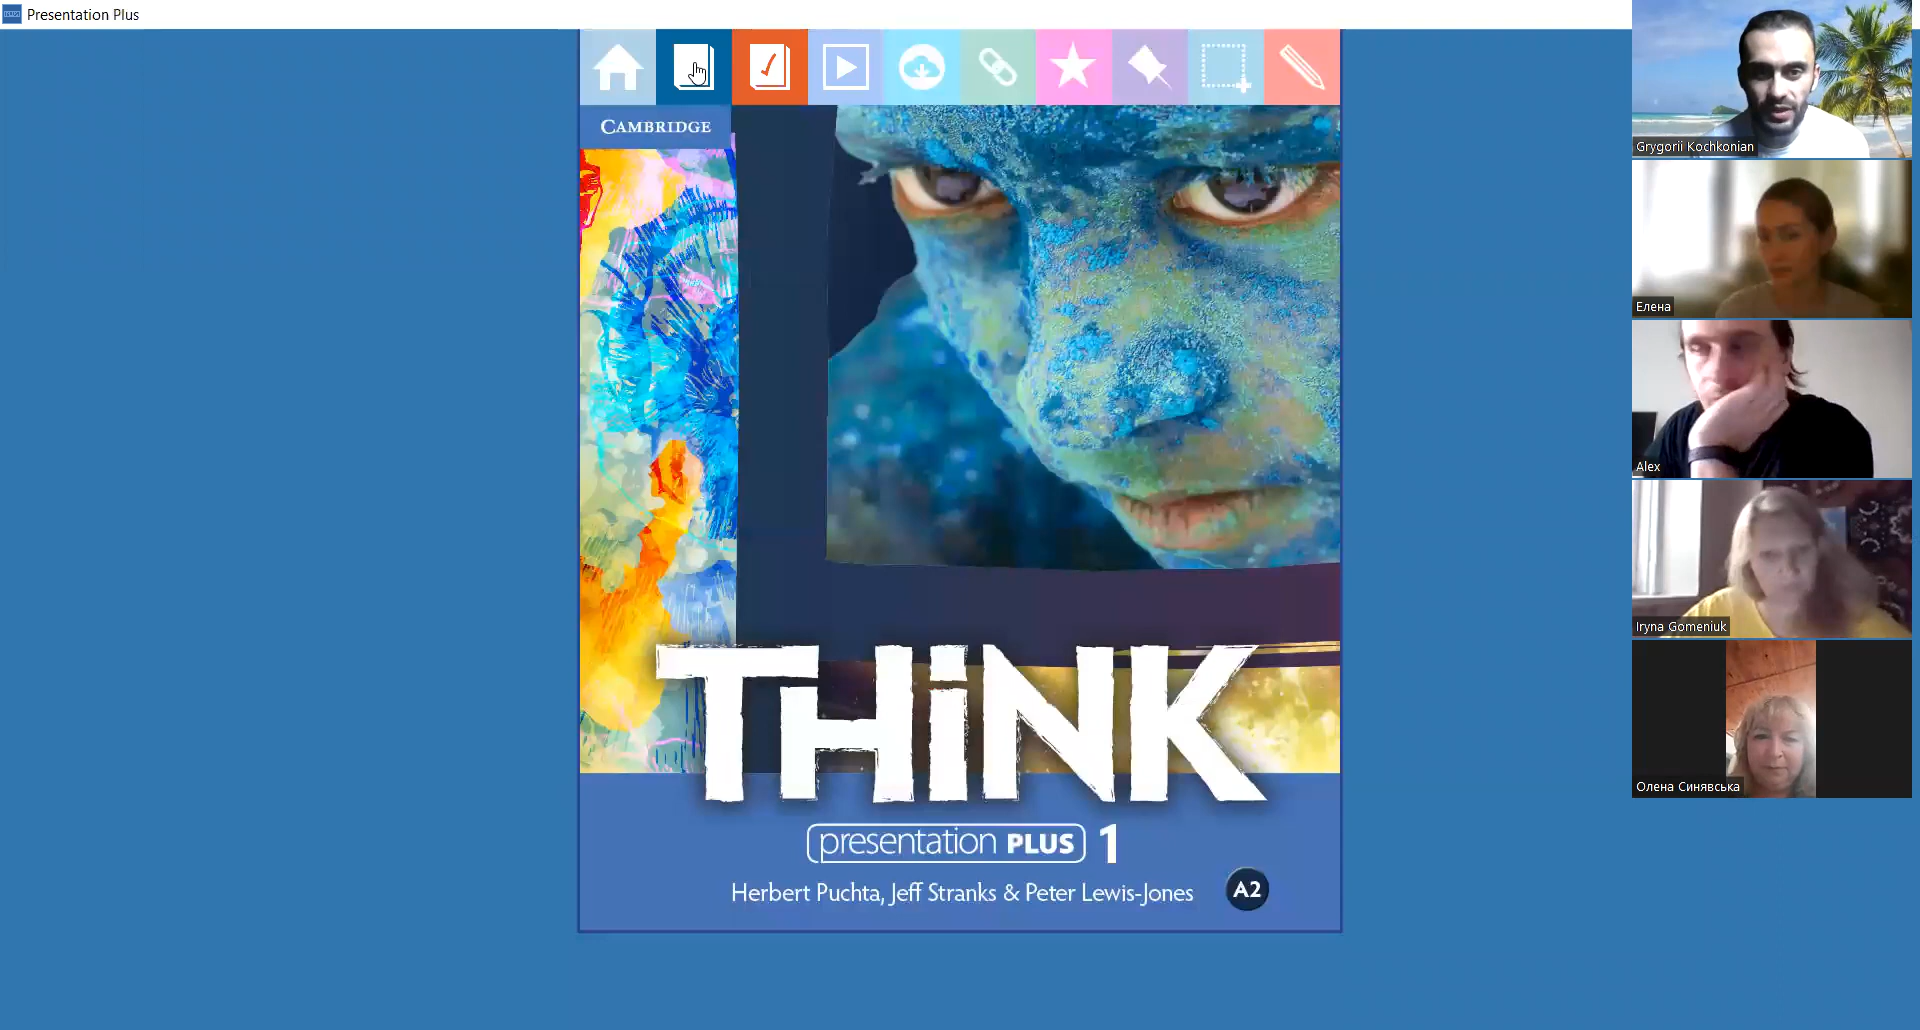 Presentation Plus
CAMBRIDGE
THiNK
presentation PLUS 1
Herbert Puchta, Jeff Stranks & Peter Lewis-Jones
A2
Grygorii Kochkonian
Елена
Alex
Iryna Gomeniuk
Олена Синявська